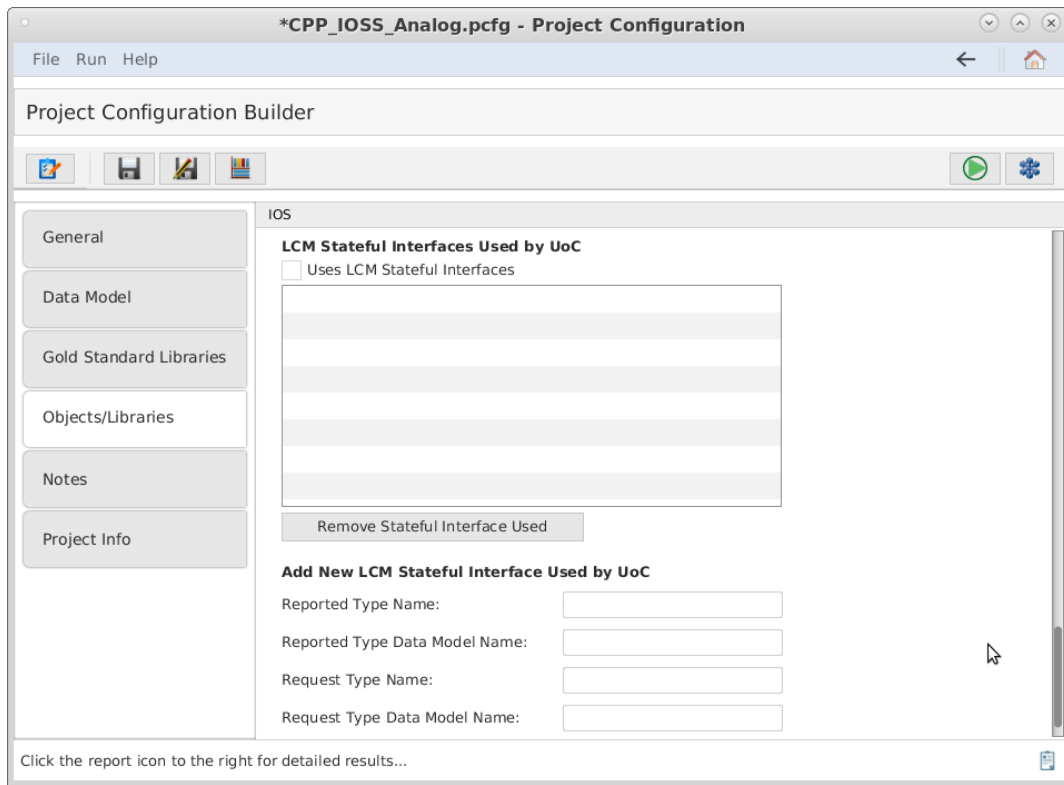 *CPP_IOSS_Analog.pcfg - Project Configuration
File Run Help
Project Configuration Builder
IOS
General
Data Model
Gold Standard Libraries
Objects/Libraries
Notes
Project Info
LCM Stateful Interfaces Used by UoC
Uses LCM Stateful Interfaces
Remove Stateful Interface Used
Add New LCM Stateful Interface Used by UoC
Reported Type Name:
Reported Type Data Model Name:
Request Type Name:
Request Type Data Model Name:
Click the report icon to the right for detailed results...